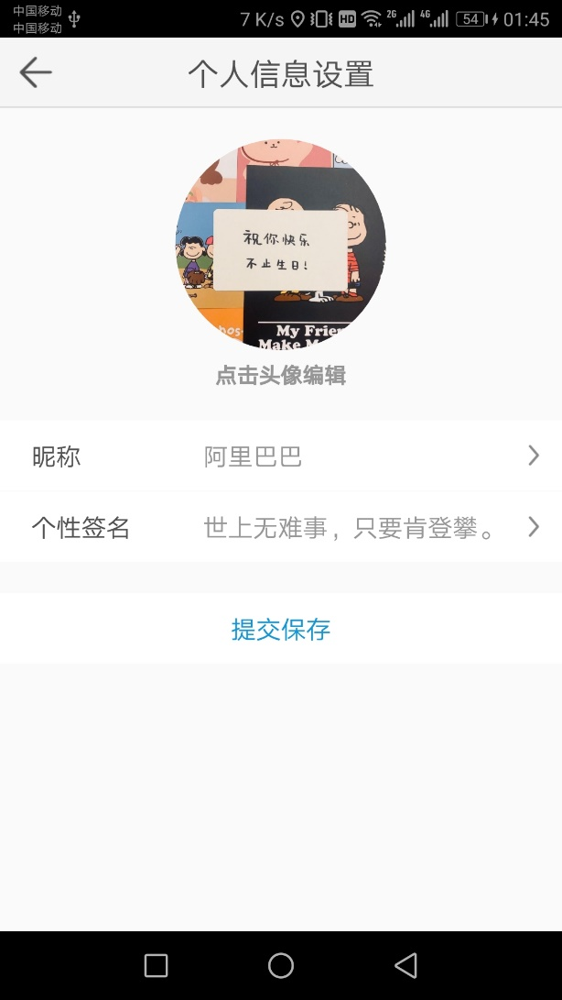 中国移动
中国移动
7 K/s HD 2G 4G 54 01:45
个人信息设置
祝你快乐
不止生日!
My Frie
点击头像编辑
昵称 阿里巴巴
个性签名 世上无难事，只要肯登攀。
提交保存